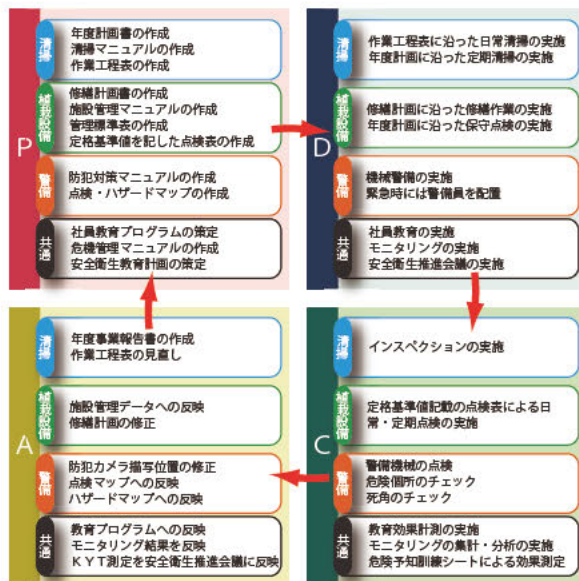 P
清掃
年度計画書の作成
清掃マニュアルの作成
作業工程表の作成
植栽設備
修繕計画書の作成
施設管理マニュアルの作成
管理標準表の作成
定格基準値を記した点検表の作成
警備
防犯対策マニュアルの作成
点検・ハザードマップの作成
共通
社員教育プログラムの策定
危機管理マニュアルの作成
安全衛生教育計画の策定
D
清掃
作業工程表に沿った日常清掃の実施
年度計画に沿った定期清掃の実施
植栽設備
修繕計画に沿った修繕作業の実施
年度計画に沿った保守点検の実施
警備
機械警備の実施
緊急時には警備員を配置
共通
社員教育の実施
モニタリングの実施
安全衛生推進会議の実施
A
清掃
年度事業報告書の作成
作業工程表の見直し
植栽設備
施設管理データへの反映
修繕計画の修正
警備
防犯カメラ描写位置の修正
点検マップへの反映
ハザードマップへの反映
共通
教育プログラムへの反映
モニタリング結果を反映
KYT測定を安全衛生推進会議に反映
C
清掃
インスペクションの実施
植栽設備
定格基準値記載の点検表による日
常・定期点検の実施
警備
警備機械の点検
危険個所のチェック
死角のチェック
共通
教育効果計測の実施
モニタリングの集計・分析の実施
危険予知訓練シートによる効果測定